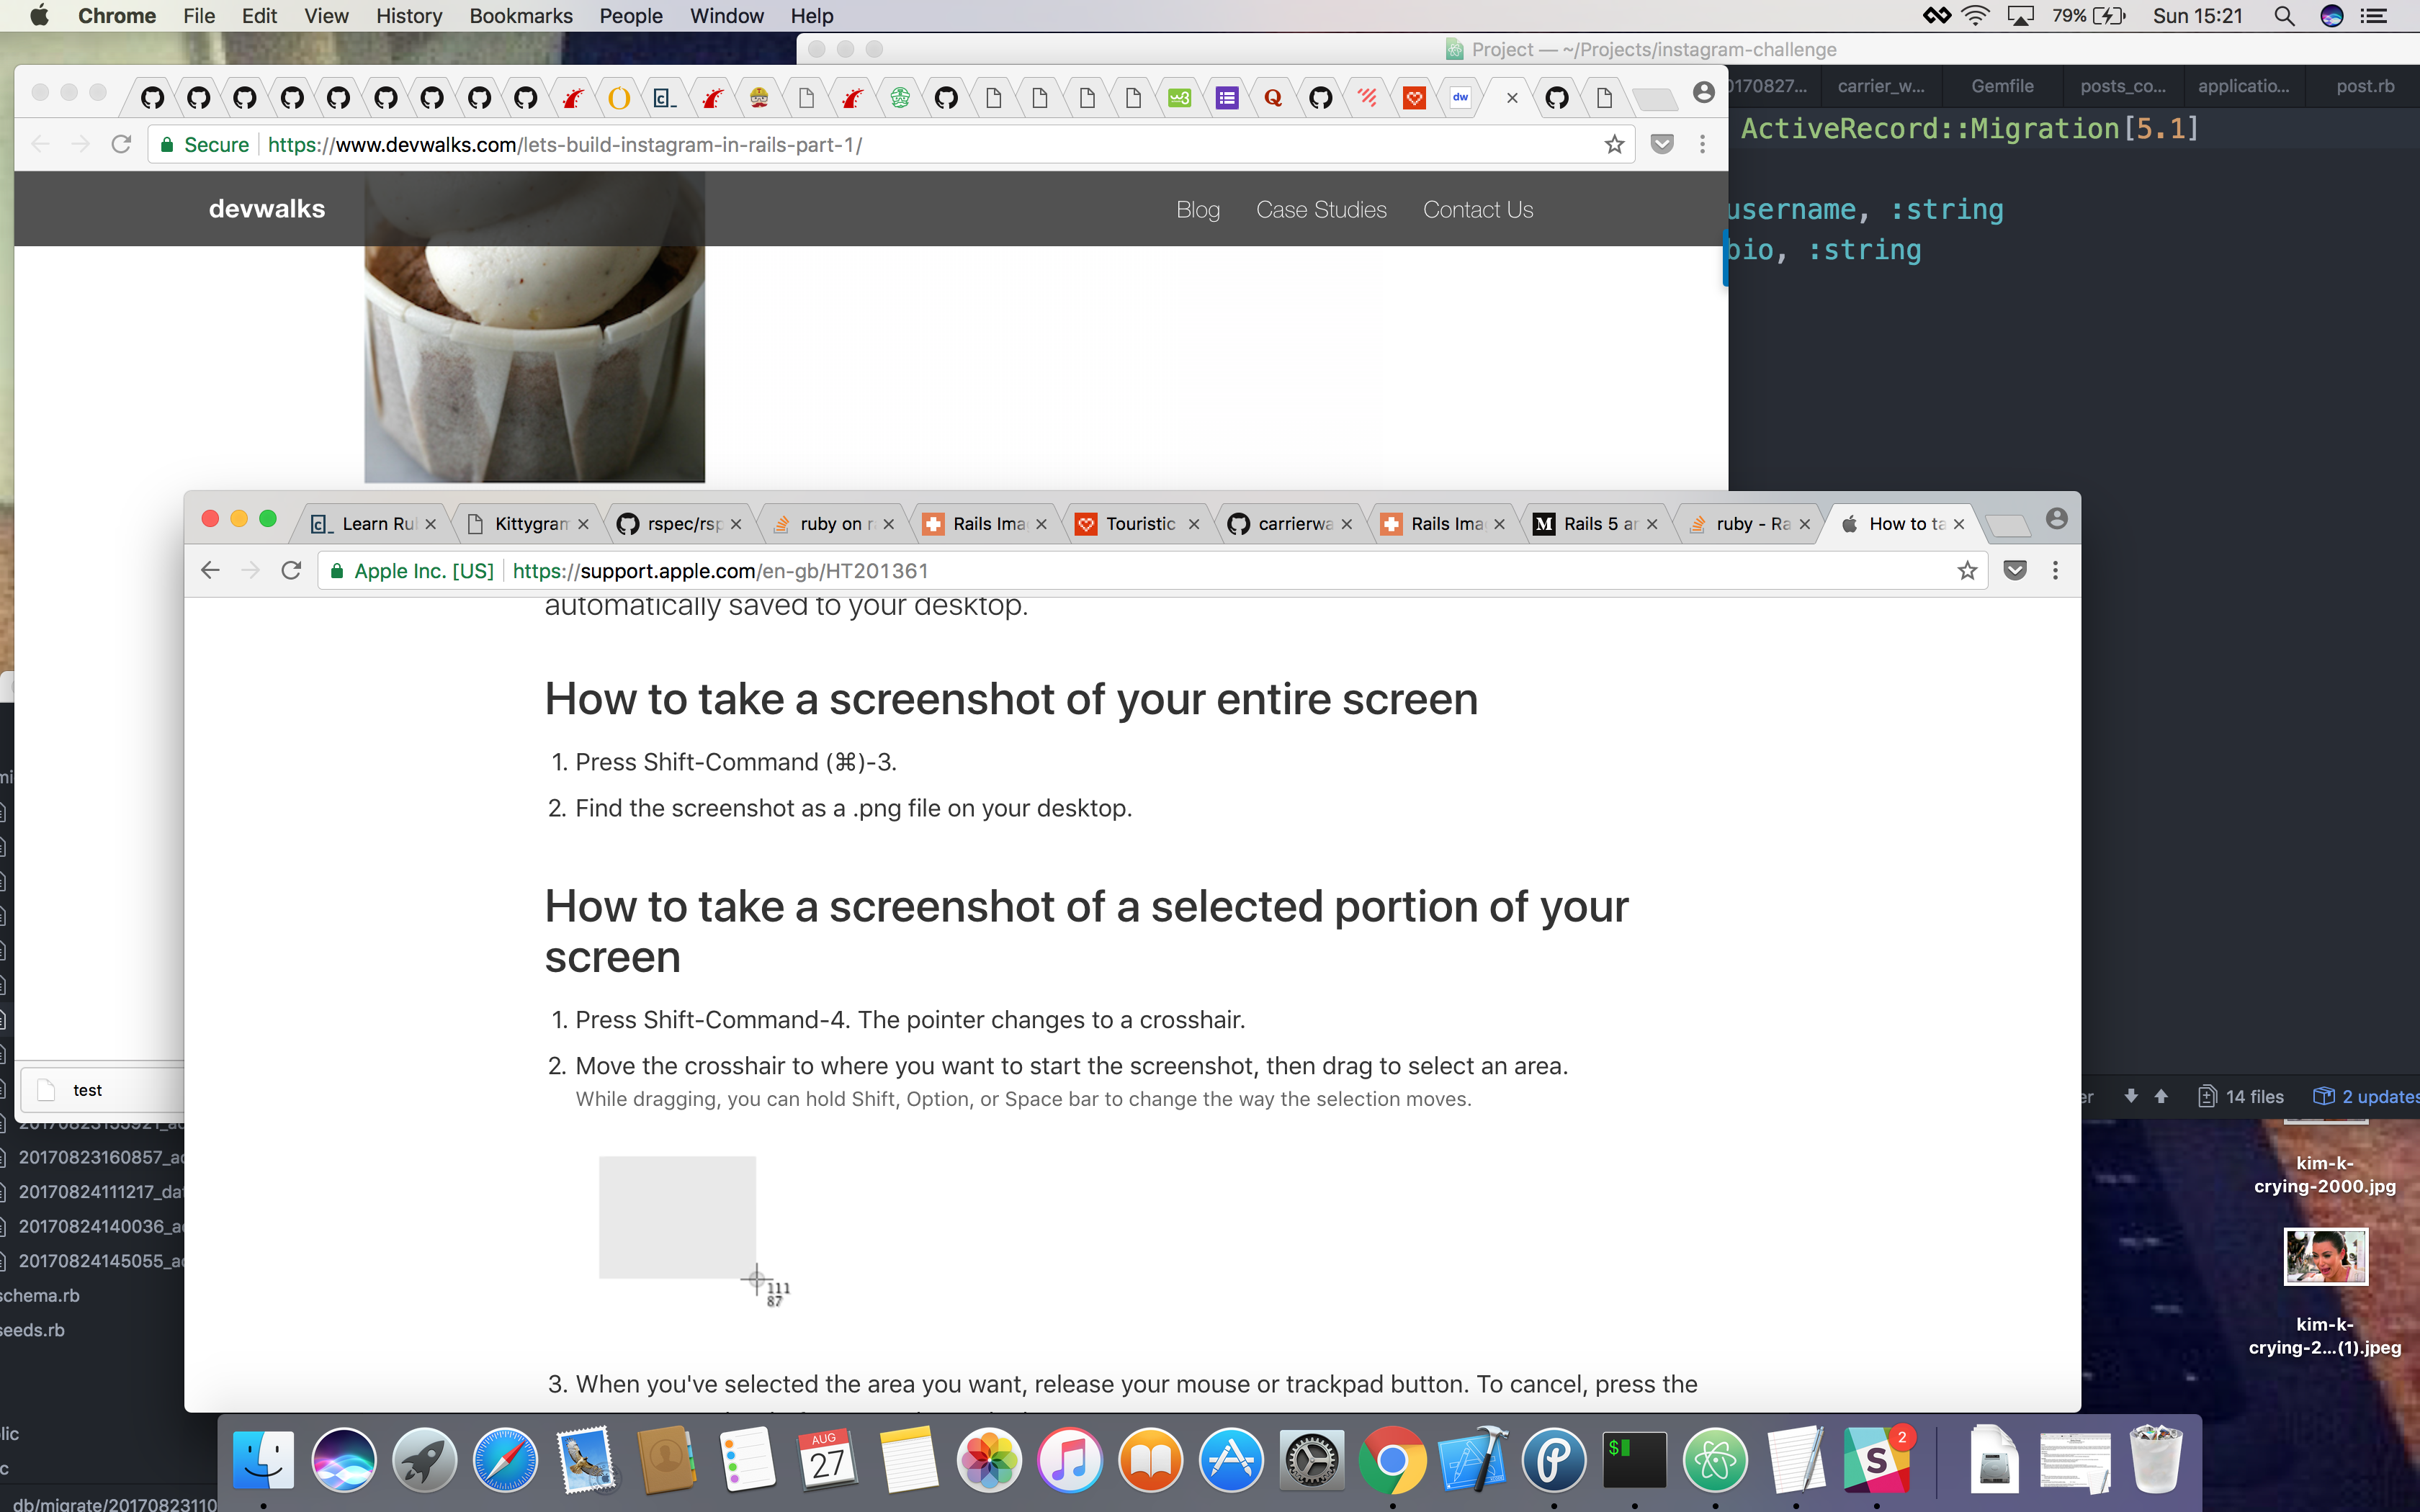 Chrome File Edit View History Bookmarks People Window Help
79% Sun 15:21
Project — ~/Projects/instagram-challenge
carrier_w... Gemfile posts_co... applicatio... post.rb
Secure https://www.devwalks.com/lets-build-instagram-in-rails-part-1/
ActiveRecord::Migration[5.1]
username, :string
bio, :string
devwalks
Blog Case Studies Contact Us
Kittygram
rspec/rsp
ruby on r
Rails Ima
Touristic
carrierwa
Rails Ima
Rails 5 ar
ruby - Ra
How to ta
Apple Inc. [US] https://support.apple.com/en-gb/HT201361
automatically saved to your desktop.
How to take a screenshot of your entire screen
1. Press Shift-Command (⌘)-3.
2. Find the screenshot as a .png file on your desktop.
How to take a screenshot of a selected portion of your
screen
1. Press Shift-Command-4. The pointer changes to a crosshair.
2. Move the crosshair to where you want to start the screenshot, then drag to select an area.
While dragging, you can hold Shift, Option, or Space bar to change the way the selection moves.
111
87
3. When you've selected the area you want, release your mouse or trackpad button. To cancel, press the
test
20170823160857_a
20170824111217_da
20170824140036_a
20170824145055_a
schema.rb
seeds.rb
db/migrate/20170823110
14 files 2 updates
kim-k-
crying-2000.jpg
kim-k-
crying-2...(1).jpeg
AUG
27
2